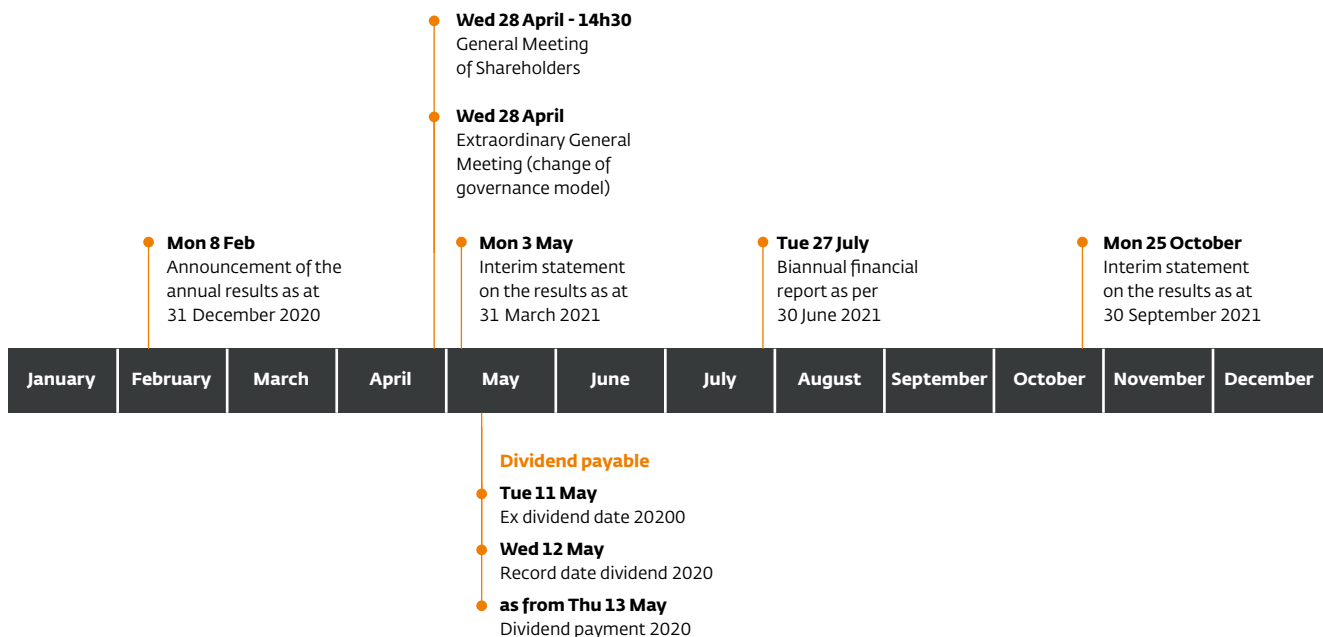 Wed 28 April - 14h30
General Meeting
of Shareholders
Wed 28 April
Extraordinary General
Meeting (change of
governance model)
Mon 8 Feb
Announcement of the
annual results as at
31 December 2020
Mon 3 May
Interim statement
on the results as at
31 March 2021
Tue 27 July
Biannual financial
report as per
30 June 2021
Mon 25 October
Interim statement
on the results as at
30 September 2021
January
February
March
April
May
June
July
August
September
October
November
December
Dividend payable
Tue 11 May
Ex dividend date 20200
Wed 12 May
Record date dividend 2020
as from Thu 13 May
Dividend payment 2020